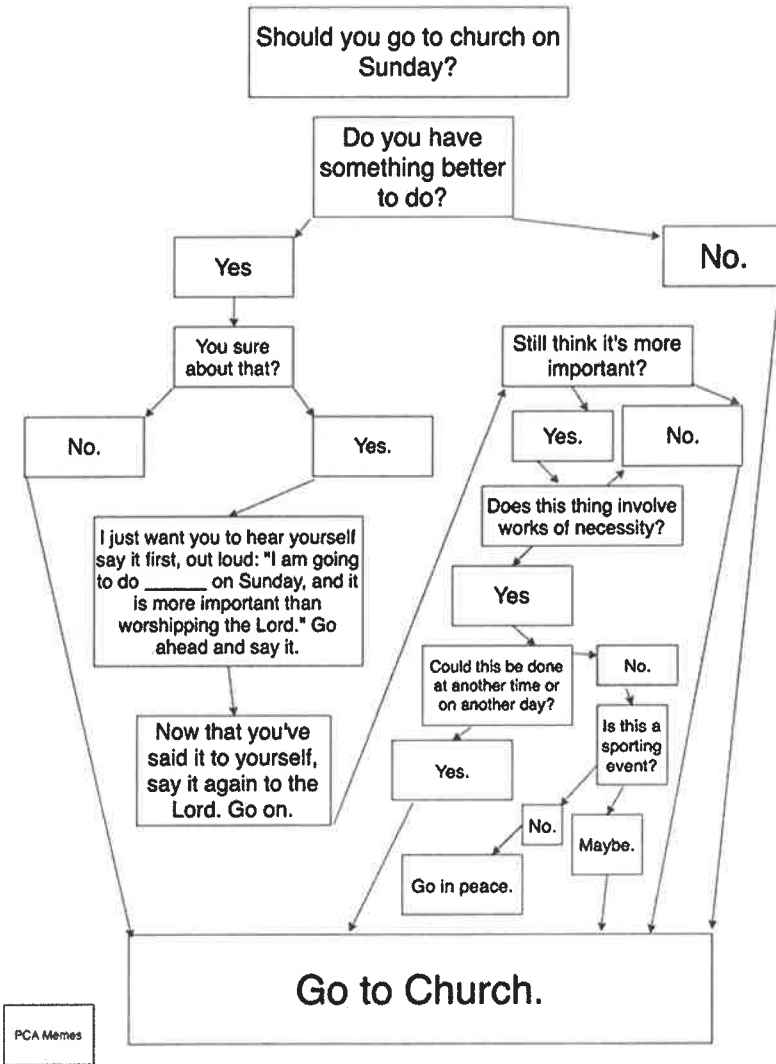 Should you go to church on
Sunday?
Do you have
something better
to do?
Yes
No.
You sure
about that?
No.
Yes.
I just want you to hear yourself
say it first, out loud: "I am going
to do ______ on Sunday, and it
is more important than
worshipping the Lord." Go
ahead and say it.
Now that you've
said it to yourself,
say it again to the
Lord. Go on.
Still think it's more
important?
Yes.
No.
Does this thing involve
works of necessity?
Yes
Could this be done
at another time or
on another day?
No.
Yes.
Is this a
sporting
event?
No.
Maybe.
Go in peace.
Go to Church.
PCA Memes